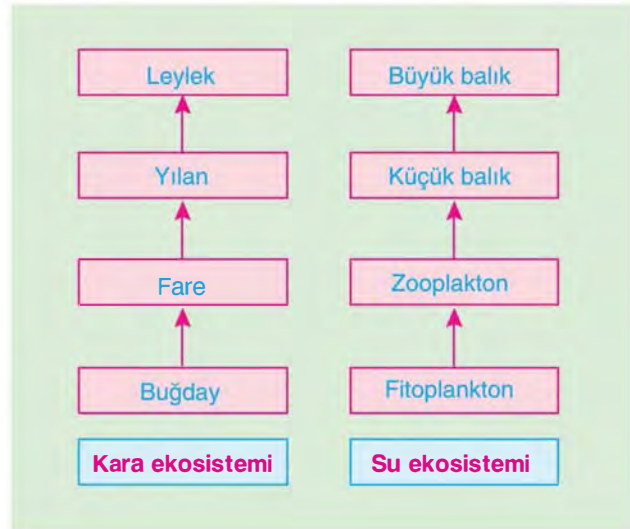 Leylek
Büyük balık
Yılan
Küçük balık
Fare
Zooplakton
Buğday
Fitoplankton
Kara ekosistemi
Su ekosistemi